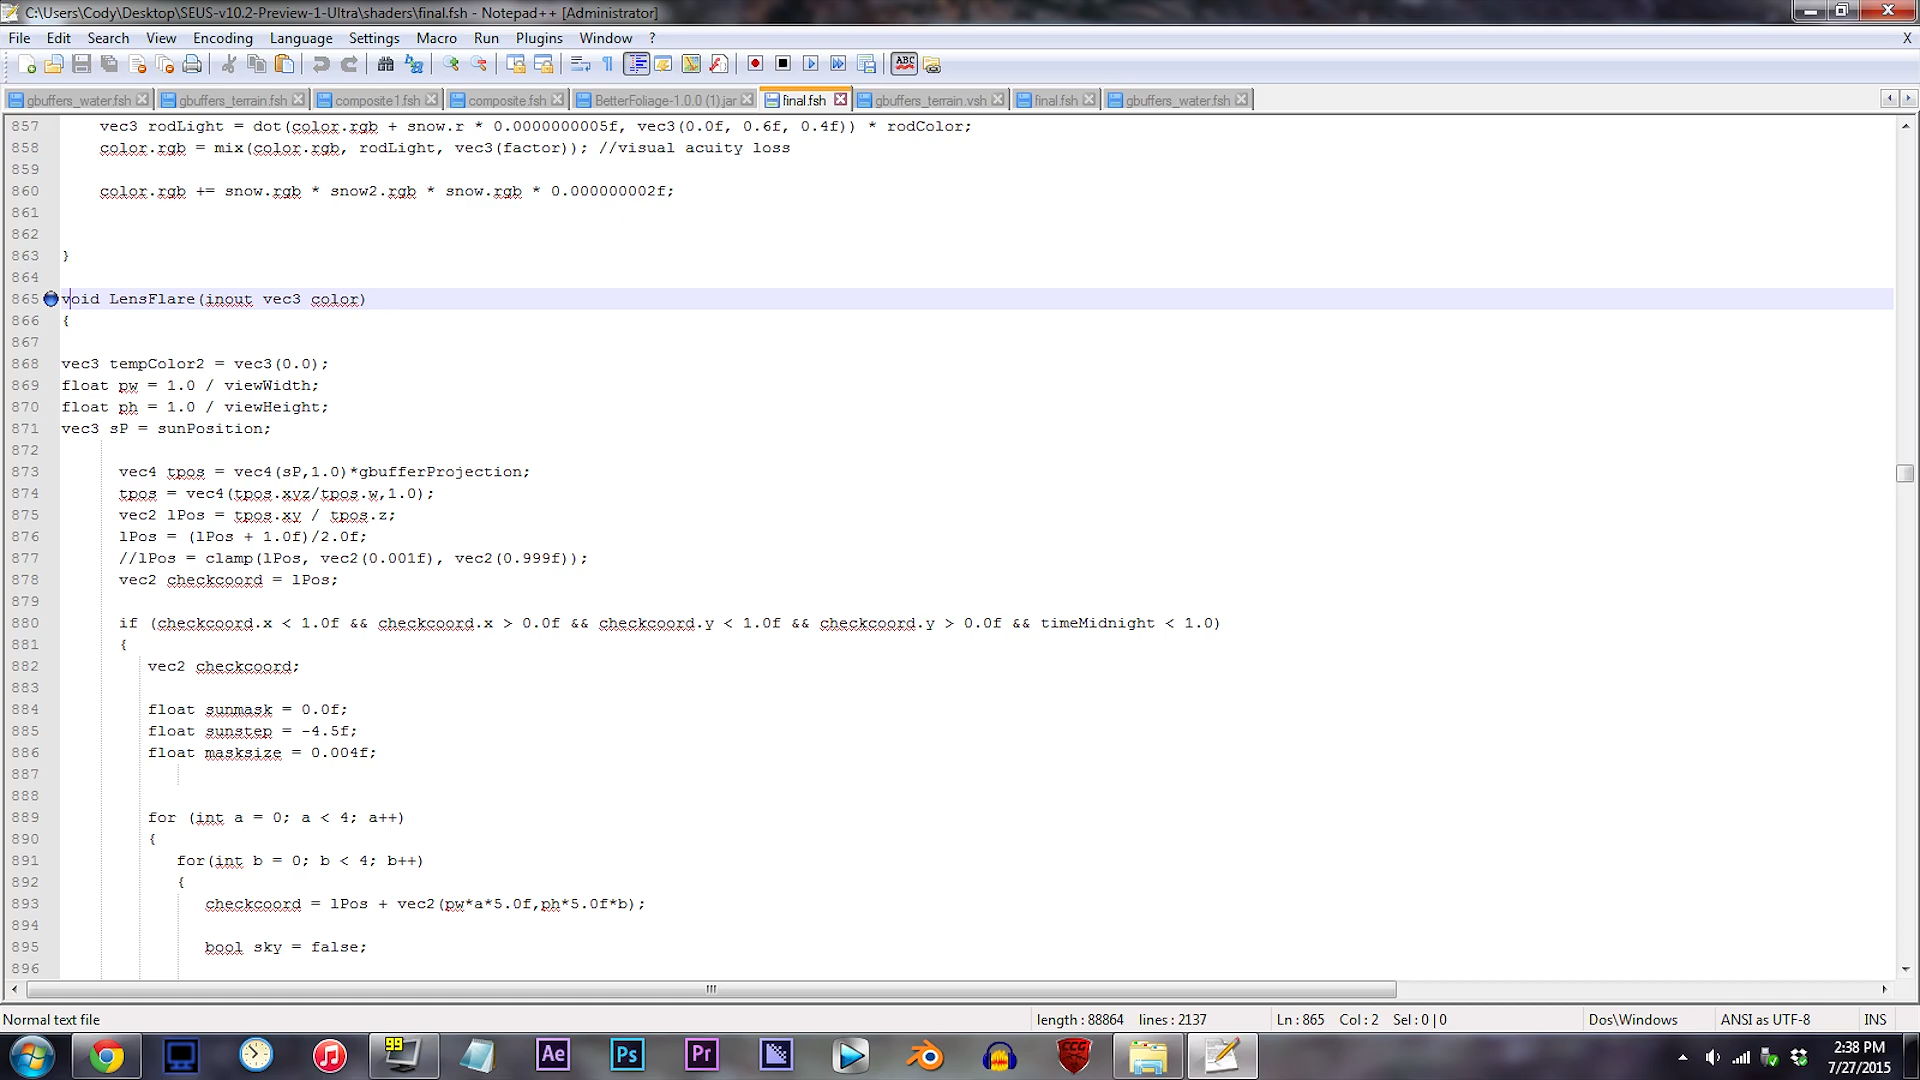 C:\Users\Cody\Desktop\SEUS-v10.2-Preview-1-Ultra\shaders\final.fsh - Notepad++ [Administrator]
File Edit Search View Encoding Language Settings Macro Run Plugins Window ? X
gbuffers_water.fsh gbuffers_terrain.fsh composite1.fsh composite.fsh BetterFoliage-1.0.0 (1).jar final.fsh gbuffers_terrain.vsh final.fsh gbuffers_water.fsh
857 vec3 rodLight = dot(color.rgb + snow.r * 0.0000000005f, vec3(0.0f, 0.6f, 0.4f)) * rodColor;
858 color.rgb = mix(color.rgb, rodLight, vec3(factor)); //visual acuity loss
859
860 color.rgb += snow.rgb * snow2.rgb * snow.rgb * 0.000000002f;
861
862
863 }
864
865 void LensFlare(inout vec3 color)
866 {
867
868 vec3 tempColor2 = vec3(0.0);
869 float pw = 1.0 / viewWidth;
870 float ph = 1.0 / viewHeight;
871 vec3 sP = sunPosition;
872
873 vec4 tpos = vec4(sP,1.0)*gbufferProjection;
874 tpos = vec4(tpos.xyz/tpos.w,1.0);
875 vec2 lPos = tpos.xy / tpos.z;
876 lPos = (lPos + 1.0f)/2.0f;
877 //lPos = clamp(lPos, vec2(0.001f), vec2(0.999f));
878 vec2 checkcoord = lPos;
879
880 if (checkcoord.x < 1.0f && checkcoord.x > 0.0f && checkcoord.y < 1.0f && checkcoord.y > 0.0f && timeMidnight < 1.0)
881 {
882 vec2 checkcoord;
883
884 float sunmask = 0.0f;
885 float sunstep = -4.5f;
886 float masksize = 0.004f;
887
888
889 for (int a = 0; a < 4; a++)
890 {
891 for(int b = 0; b < 4; b++)
892 {
893 checkcoord = lPos + vec2(pw*a*5.0f,ph*5.0f*b);
894
895 bool sky = false;
896
Normal text file length : 88864 lines : 2137 Ln : 865 Col : 2 Sel : 0 | 0 Dos\Windows ANSI as UTF-8 INS
99 Ae Ps Pr CCG 2:38 PM
7/27/2015